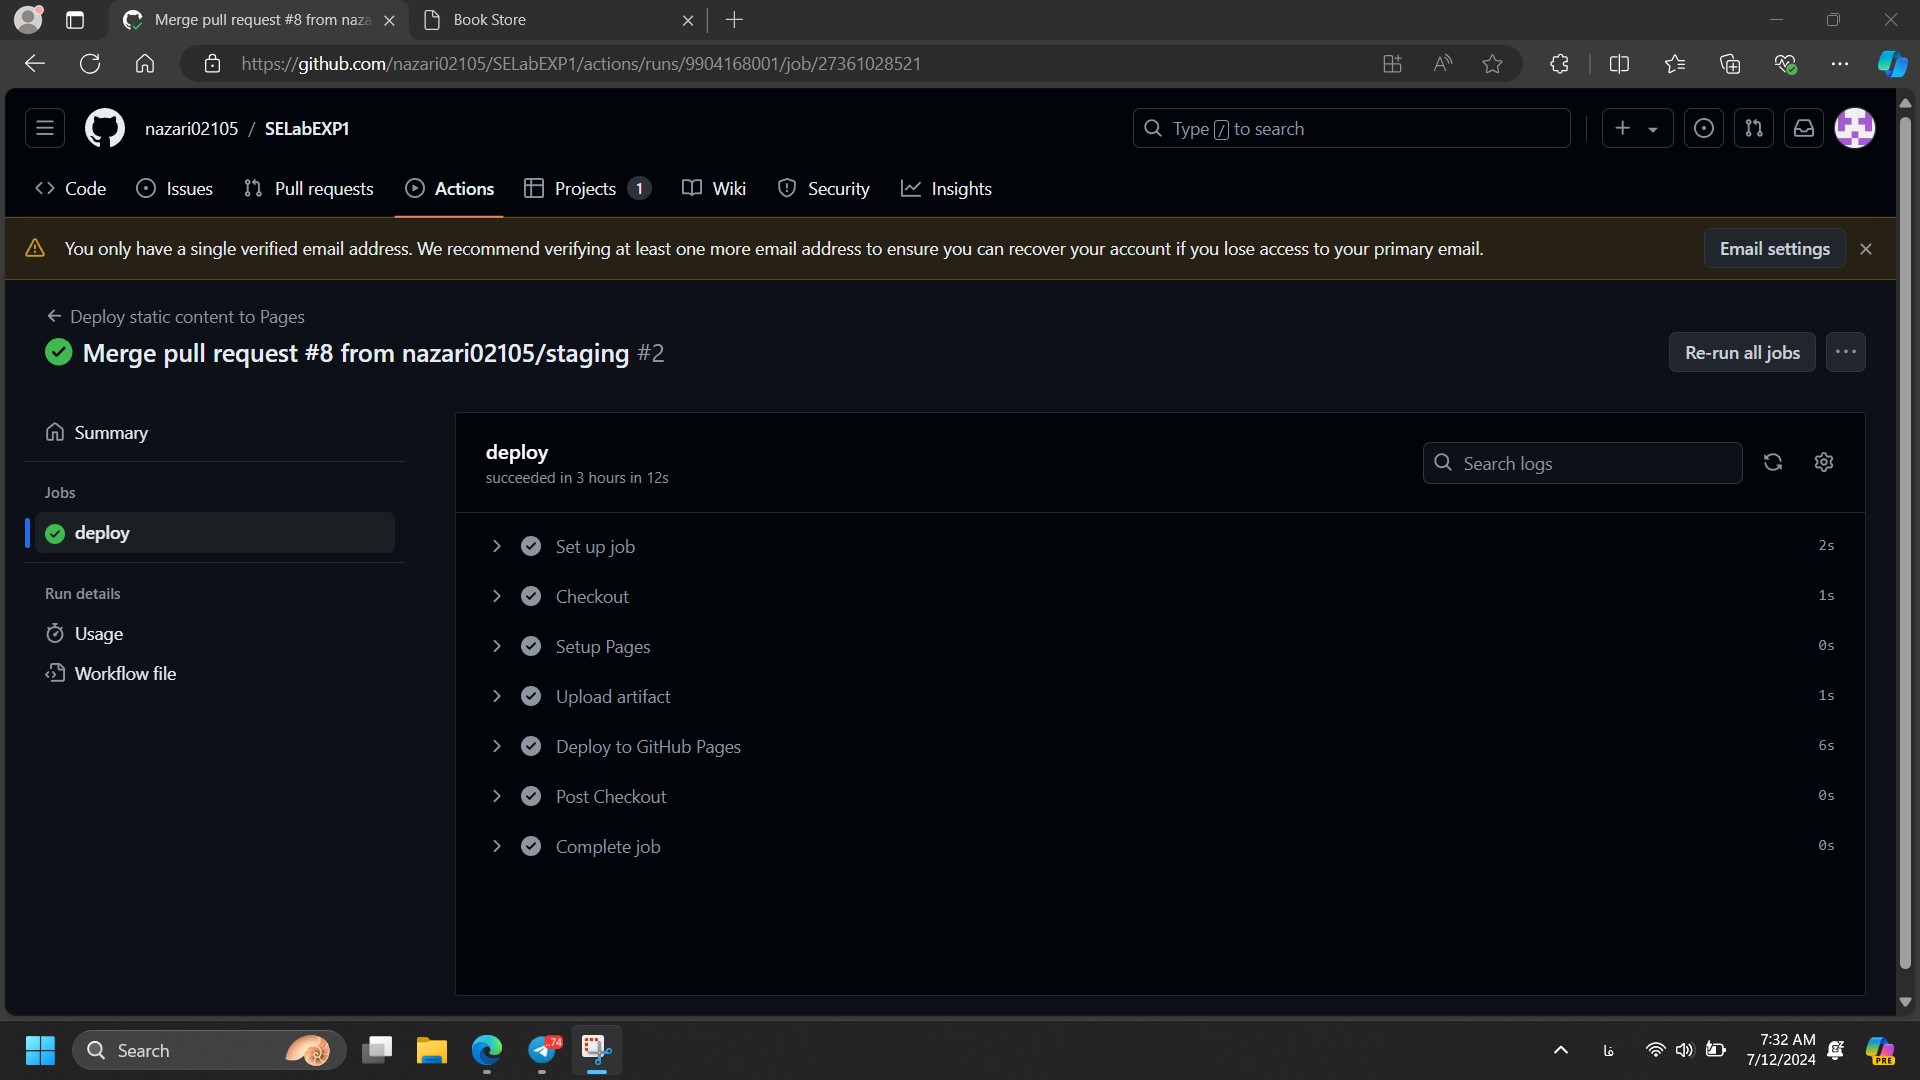 Merge pull request #8 from naza
Book Store
https://github.com/nazari02105/SELabEXP1/actions/runs/9904168001/job/27361028521
nazari02105 / SELabEXP1
Type / to search
Code
Issues
Pull requests
Actions
Projects 1
Wiki
Security
Insights
You only have a single verified email address. We recommend verifying at least one more email address to ensure you can recover your account if you lose access to your primary email.
Email settings
Deploy static content to Pages
Merge pull request #8 from nazari02105/staging #2
Re-run all jobs
Summary
Jobs
deploy
Run details
Usage
Workflow file
deploy
succeeded in 3 hours in 12s
Search logs
Set up job 2s
Checkout 1s
Setup Pages 0s
Upload artifact 1s
Deploy to GitHub Pages 6s
Post Checkout 0s
Complete job 0s
Search
..74
فا
7:32 AM
7/12/2024
PRE